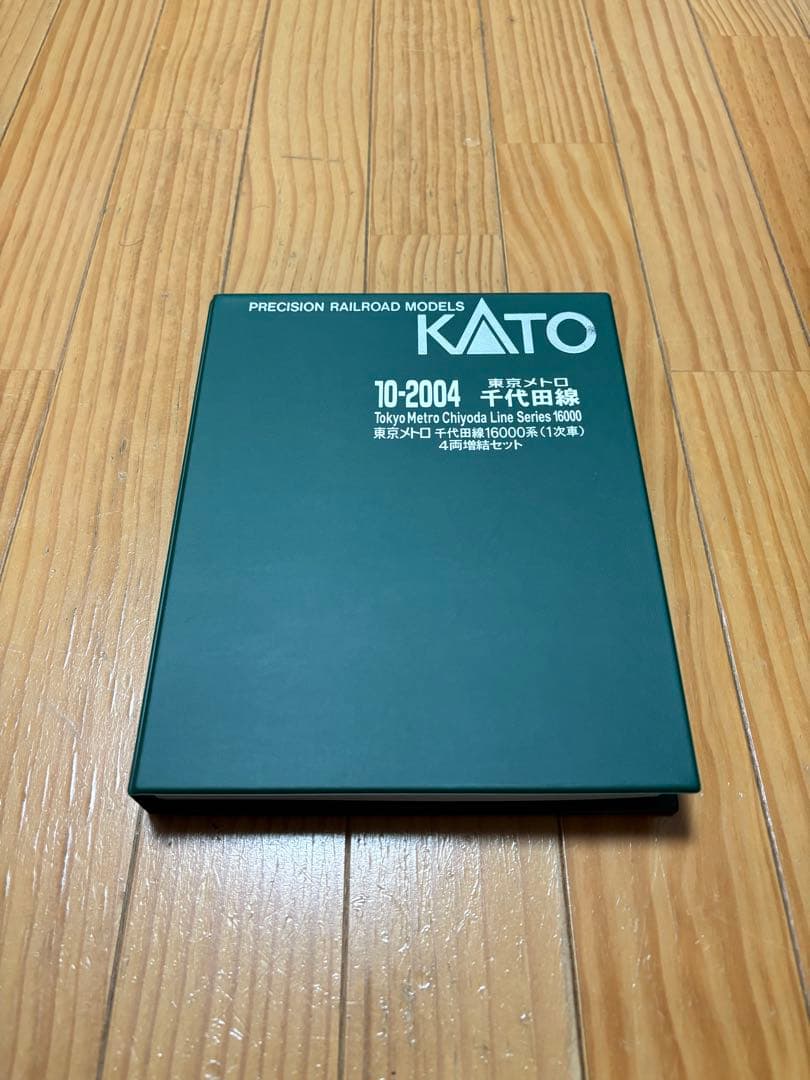 PRECISION RAILROAD MODELS
KATO
10-2004 東京メトロ 千代田線
Tokyo Metro Chiyoda Line Series 16000
東京メトロ 千代田線16000系(1次車)
4両増結セット